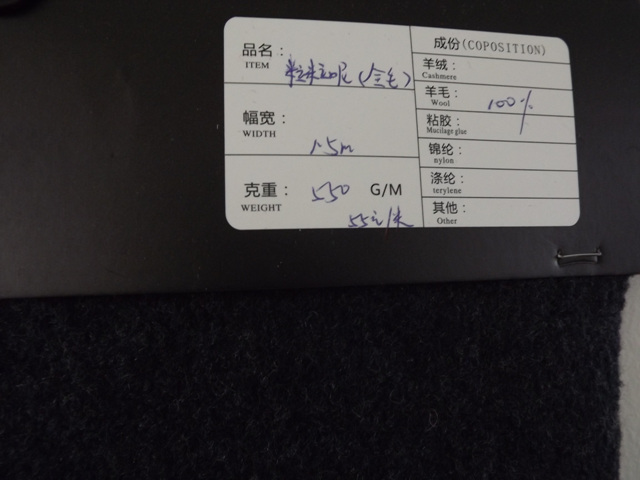 品名：
ITEM
粒粒呢(全毛)
幅宽：
WIDTH
1.5m
克重： 550 G/M
WEIGHT
55元/米
成份(COPOSITION)
羊绒：
Cashmere
羊毛： 100%
Wool
粘胶：
Mucilags glue
锦纶：
nylon
涤纶：
terylene
其他：
Other